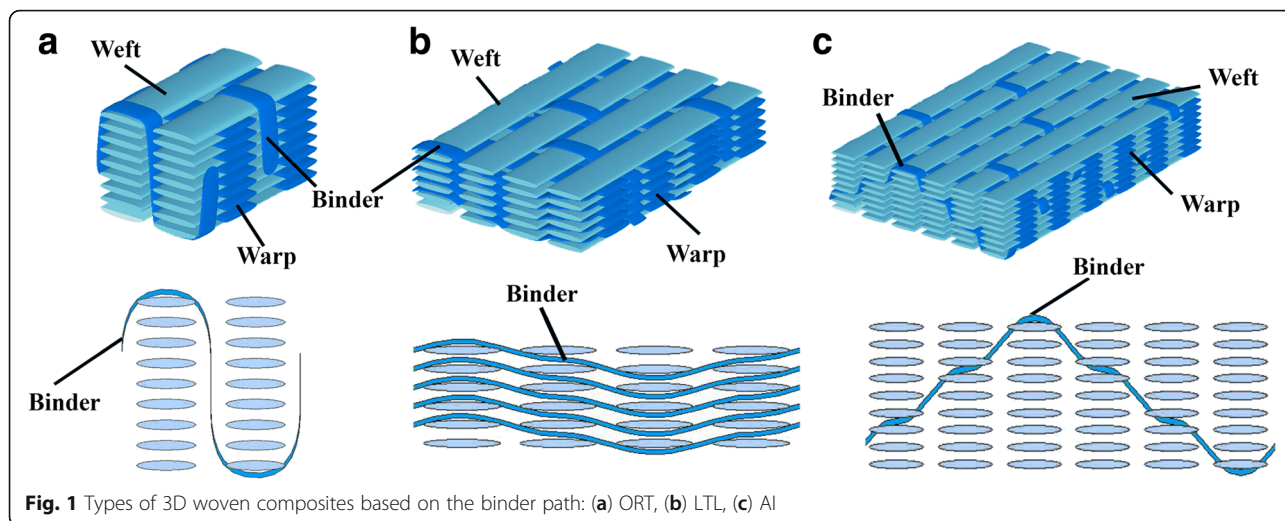 a
Weft
Binder
Warp
b
Weft
Warp
c
Binder
Weft
Warp
Binder
Binder
Binder
Fig. 1 Types of 3D woven composites based on the binder path: (a) ORT, (b) LTL, (c) AI